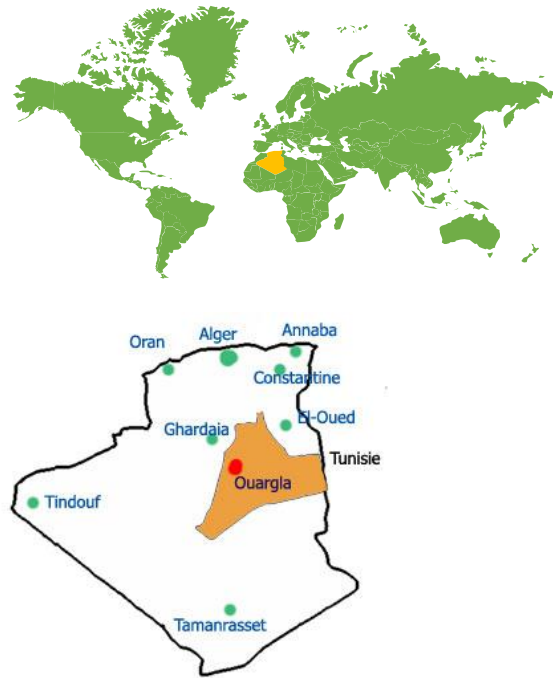 Annaba
Alger
Oran
Constantine
El-Oued
Ghardaia
Tunisie
Ouargla
Tindouf
Tamanrasset